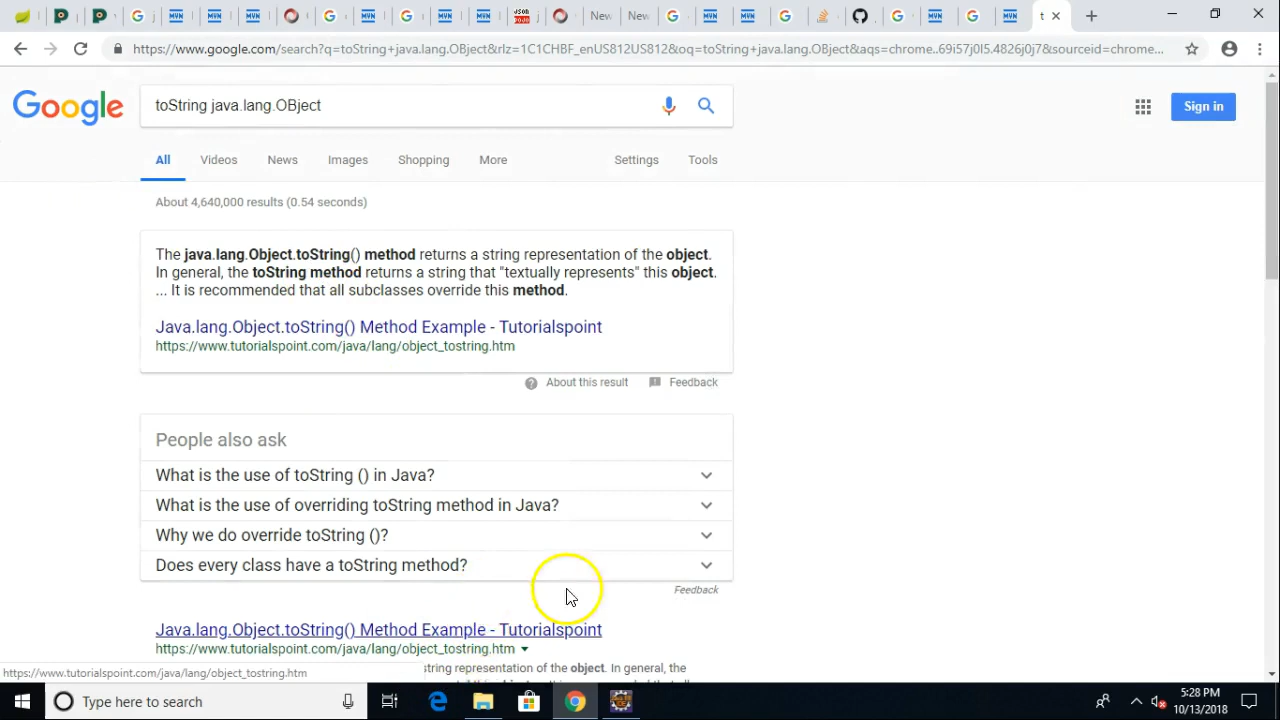 New
New
t
https://www.google.com/search?q=toString+java.lang.OBject&rlz=1C1CHBF_enUS812US812&oq=toString+java.lang.OBject&aqs=chrome..69i57j0l5.4826j0j7&sourceid=chrome...
Google
toString java.lang.OBject
Sign in
All Videos News Images Shopping More Settings Tools
About 4,640,000 results (0.54 seconds)
The java.lang.Object.toString() method returns a string representation of the object.
In general, the toString method returns a string that "textually represents" this object.
... It is recommended that all subclasses override this method.
Java.lang.Object.toString() Method Example - Tutorialspoint
https://www.tutorialspoint.com/java/lang/object_tostring.htm
About this result Feedback
People also ask
What is the use of toString () in Java?
What is the use of overriding toString method in Java?
Why we do override toString ()?
Does every class have a toString method?
Feedback
Java.lang.Object.toString() Method Example - Tutorialspoint
https://www.tutorialspoint.com/java/lang/object_tostring.htm
string representation of the object. In general, the
https://www.tutorialspoint.com/java/lang/object_tostring.htm
Type here to search
5:28 PM
10/13/2018